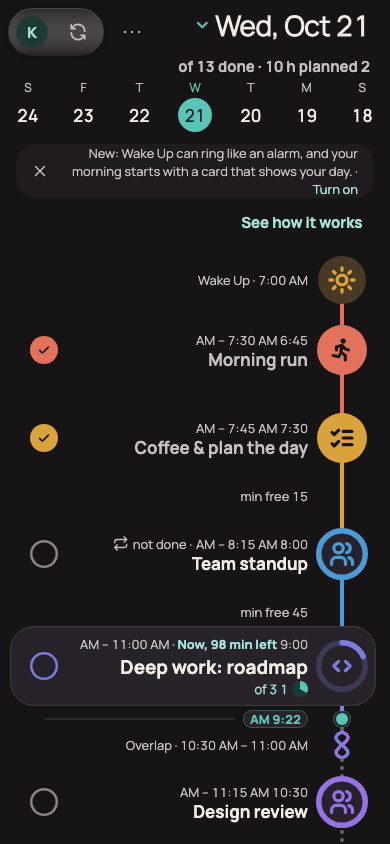 K
...
Wed, Oct 21
of 13 done · 10 h planned 2
S F T W T M S
24 23 22 21 20 19 18
New: Wake Up can ring like an alarm, and your
morning starts with a card that shows your day. ·
Turn on
See how it works
Wake Up · 7:00 AM
AM – 7:30 AM 6:45
Morning run
AM – 7:45 AM 7:30
Coffee & plan the day
min free 15
not done · AM – 8:15 AM 8:00
Team standup
min free 45
AM – 11:00 AM · Now, 98 min left 9:00
Deep work: roadmap
of 3 1
AM 9:22
Overlap · 10:30 AM – 11:00 AM
AM – 11:15 AM 10:30
Design review